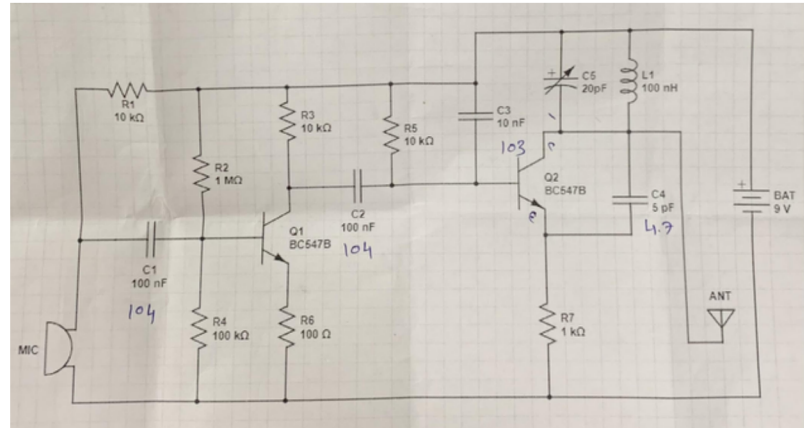 R1
10 kΩ
R2
1 MΩ
R3
10 kΩ
R5
10 kΩ
C3
10 nF
103
+
C5
20pF
L1
100 nH
c
Q2
BC547B
e
C4
5 pF
4.7
+
BAT
9 V
C1
100 nF
104
Q1
BC547B
C2
100 nF
104
R4
100 kΩ
R6
100 Ω
R7
1 kΩ
ANT
MIC